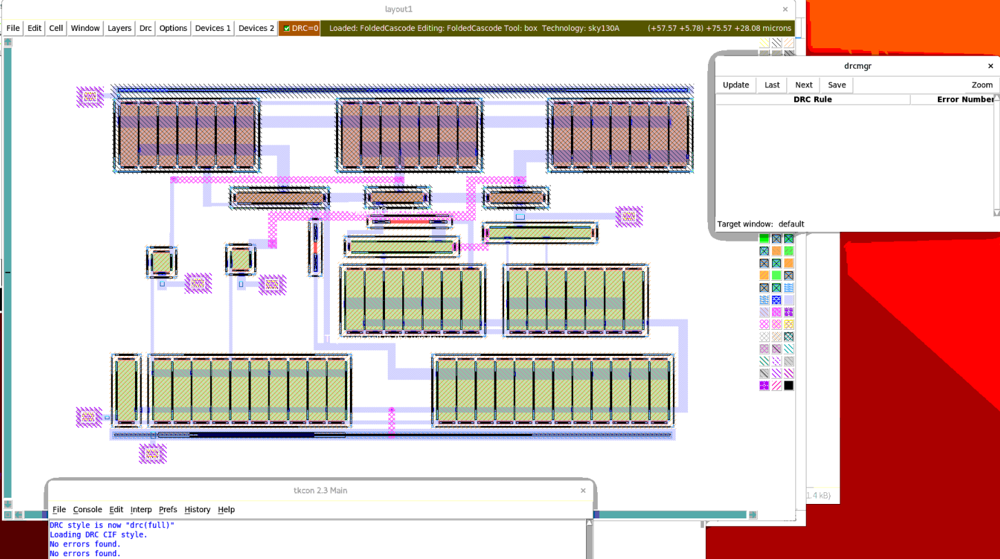 layout1
×
File Edit Cell Window Layers Drc Options Devices 1 Devices 2 DRC=0 Loaded: FoldedCascode Editing: FoldedCascode Tool: box Technology: sky130A (+57.57 +5.78) +75.57 +28.08 microns
drcmgr
×
Update Last Next Save Zoom
DRC Rule Error Number
Target window: default
1.4 kB)
tkcon 2.3 Main
×
File Console Edit Interp Prefs History Help
DRC style is now "drc(full)"
Loading DRC CIF style.
No errors found.
No errors found.